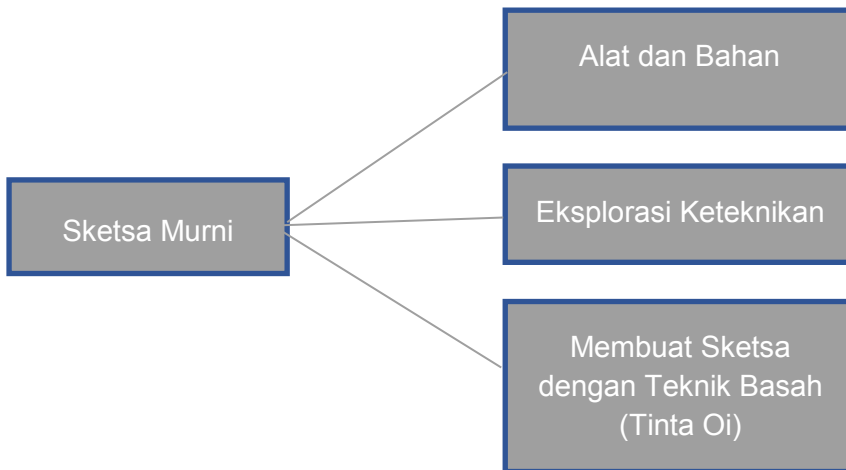 Alat dan Bahan
Sketsa Murni
Eksplorasi Keteknikan
Membuat Sketsa
dengan Teknik Basah
(Tinta Oi)